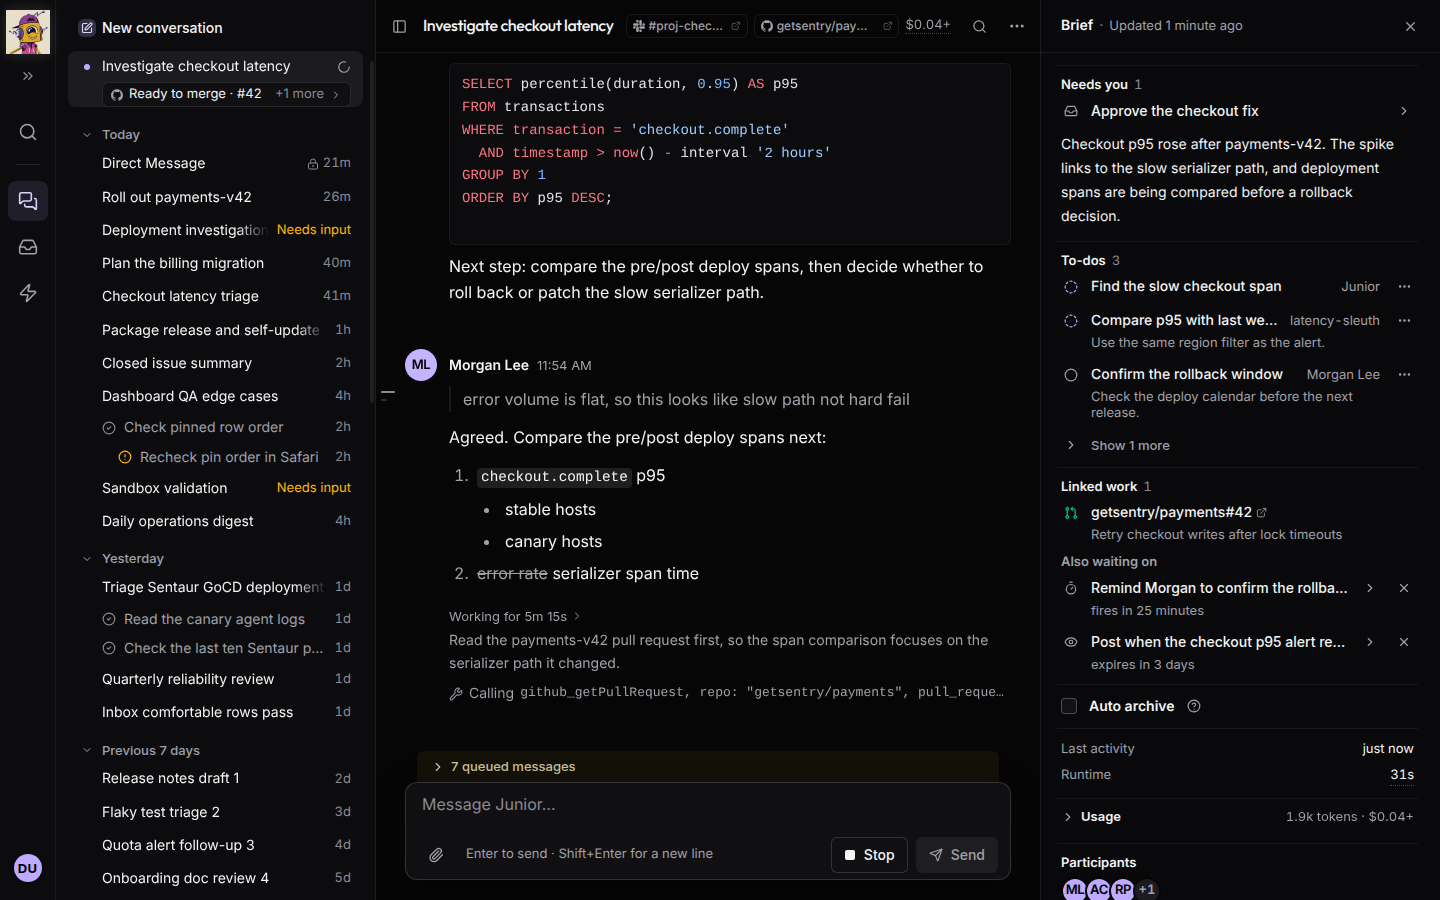 New conversation
Investigate checkout latency
Ready to merge · #42 +1 more
Today
Direct Message 21m
Roll out payments-v42 26m
Deployment investigation Needs input
Plan the billing migration 40m
Checkout latency triage 41m
Package release and self-update 1h
Closed issue summary 2h
Dashboard QA edge cases 4h
Check pinned row order 2h
Recheck pin order in Safari 2h
Sandbox validation Needs input
Daily operations digest 4h
Yesterday
Triage Sentaur GoCD deployment 1d
Read the canary agent logs 1d
Check the last ten Sentaur p... 1d
Quarterly reliability review 1d
Inbox comfortable rows pass 1d
Previous 7 days
Release notes draft 1 2d
Flaky test triage 2 3d
Quota alert follow-up 3 4d
Onboarding doc review 4 5d
DU
Investigate checkout latency #proj-chec... getsentry/pay... $0.04+
SELECT percentile(duration, 0.95) AS p95
FROM transactions
WHERE transaction = 'checkout.complete'
AND timestamp > now() - interval '2 hours'
GROUP BY 1
ORDER BY p95 DESC;
Next step: compare the pre/post deploy spans, then decide whether to
roll back or patch the slow serializer path.
ML Morgan Lee 11:54 AM
error volume is flat, so this looks like slow path not hard fail
Agreed. Compare the pre/post deploy spans next:
1. checkout.complete p95
• stable hosts
• canary hosts
2. error rate serializer span time
Working for 5m 15s
Read the payments-v42 pull request first, so the span comparison focuses on the
serializer path it changed.
Calling github_getPullRequest, repo: "getsentry/payments", pull_reque...
7 queued messages
Message Junior...
Enter to send · Shift+Enter for a new line Stop Send
Brief · Updated 1 minute ago
Needs you 1
Approve the checkout fix
Checkout p95 rose after payments-v42. The spike
links to the slow serializer path, and deployment
spans are being compared before a rollback
decision.
To-dos 3
Find the slow checkout span Junior
Compare p95 with last we... latency-sleuth
Use the same region filter as the alert.
Confirm the rollback window Morgan Lee
Check the deploy calendar before the next
release.
Show 1 more
Linked work 1
getsentry/payments#42
Retry checkout writes after lock timeouts
Also waiting on
Remind Morgan to confirm the rollba...
fires in 25 minutes
Post when the checkout p95 alert re...
expires in 3 days
Auto archive
Last activity just now
Runtime 31s
Usage 1.9k tokens · $0.04+
Participants
ML AC RP +1